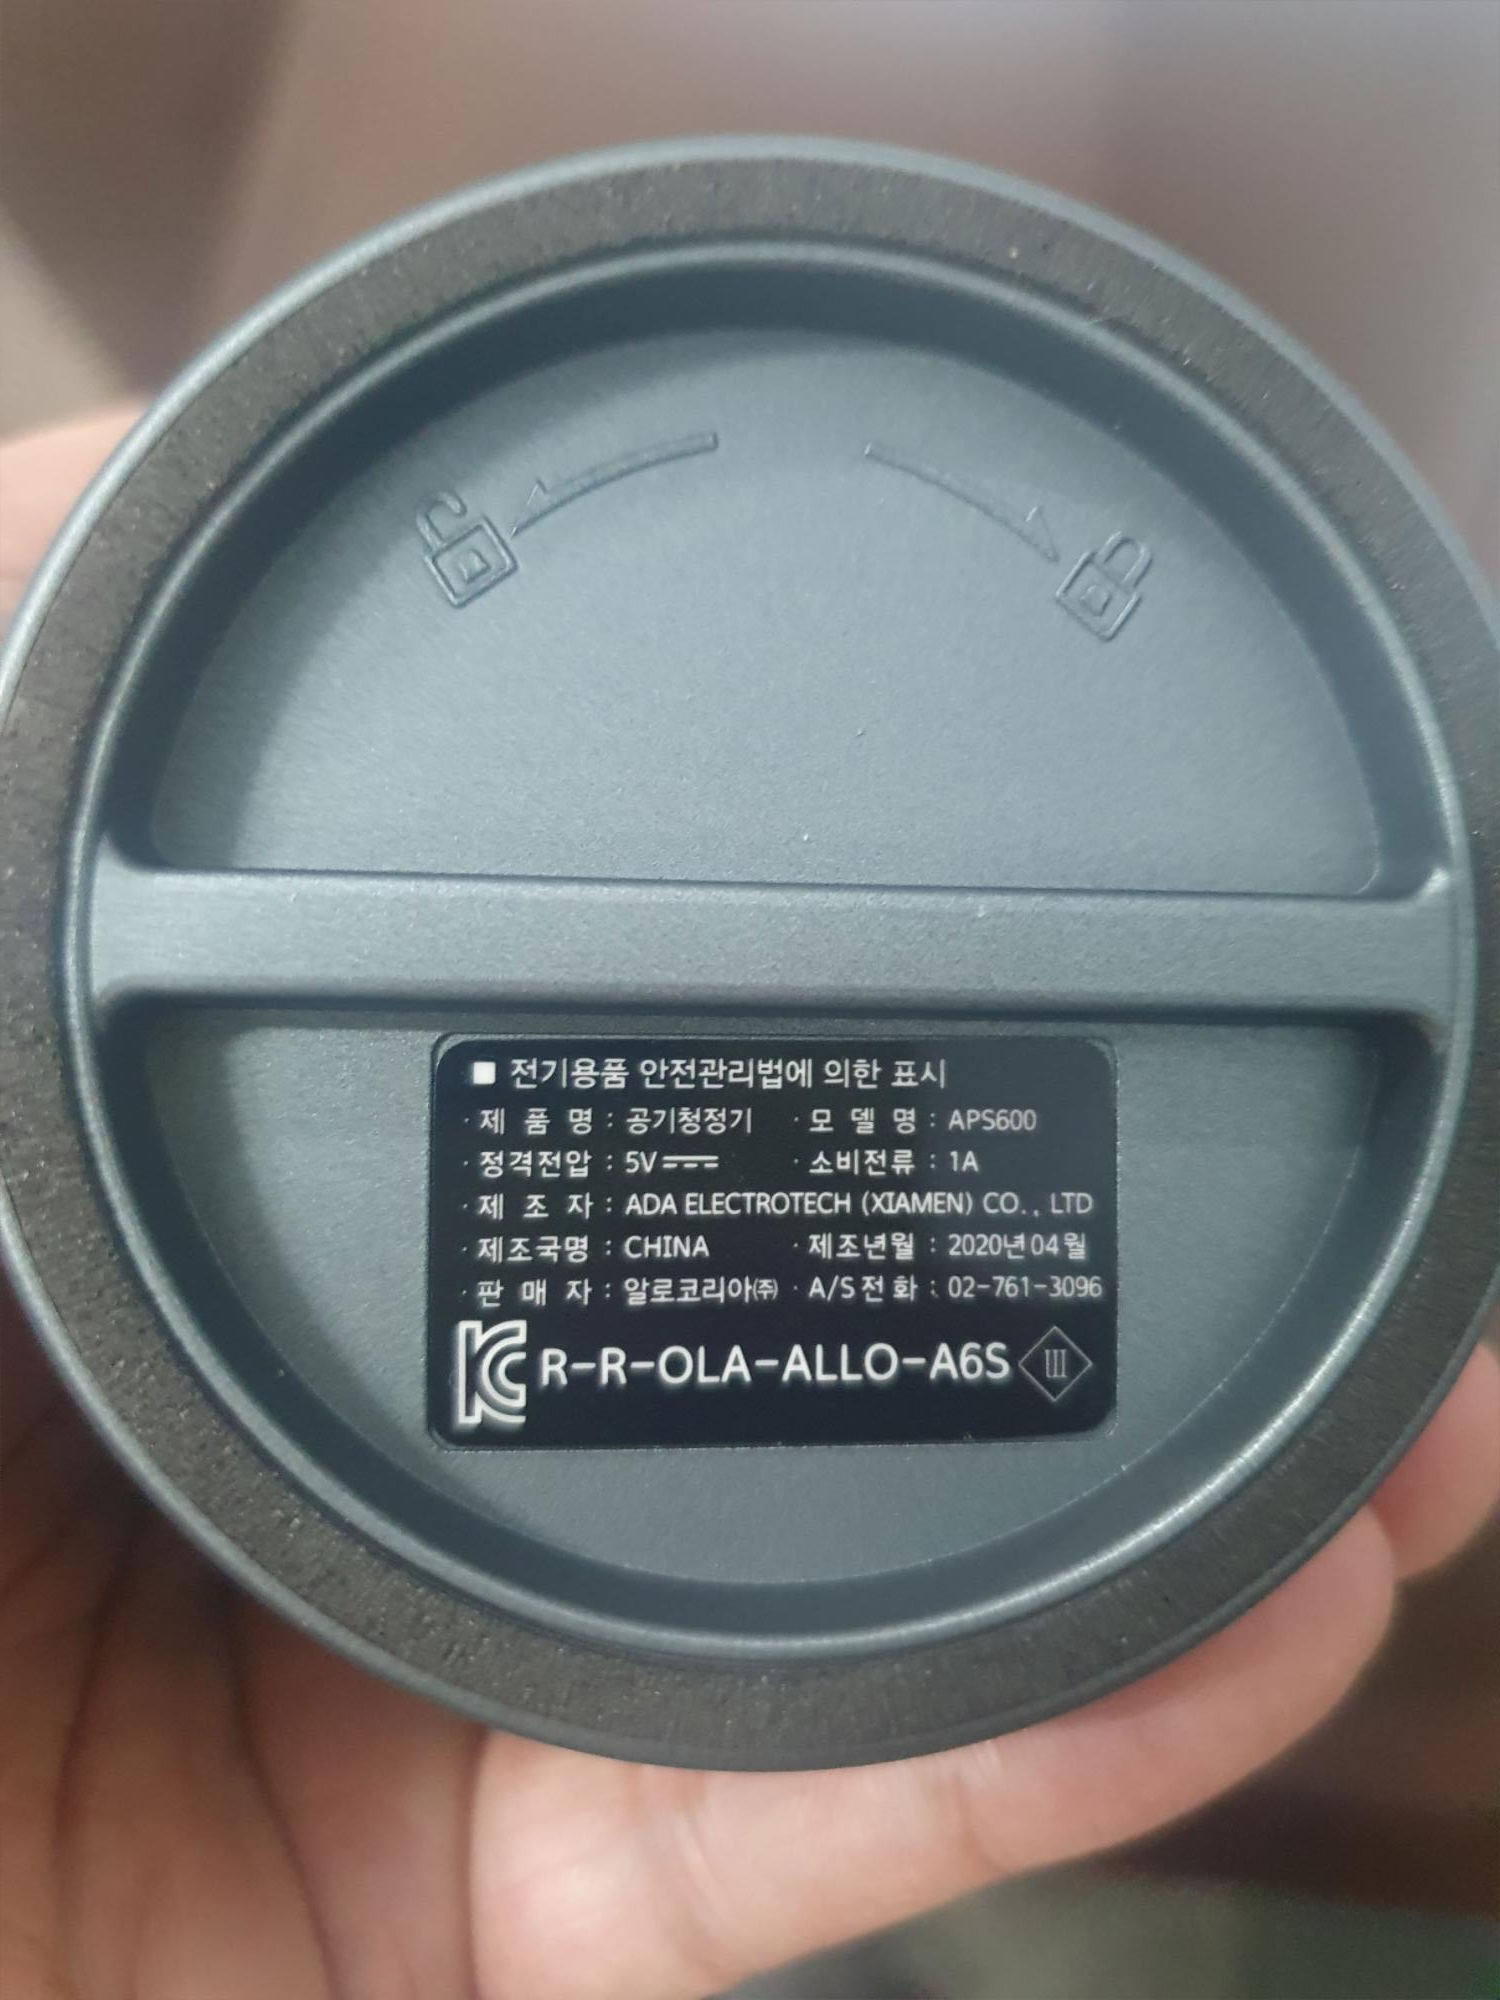 ■ 전기용품 안전관리법에 의한 표시
· 제 품 명 : 공기청정기 · 모 델 명 : APS600
· 정격전압 : 5V⎓ · 소비전류 : 1A
· 제 조 자 : ADA ELECTROTECH (XIAMEN) CO., LTD
· 제조국명 : CHINA · 제조년월 : 2020년 04월
· 판 매 자 : 알로코리아㈜ · A/S전화 : 02-761-3096
KC R-R-OLA-ALLO-A6S III